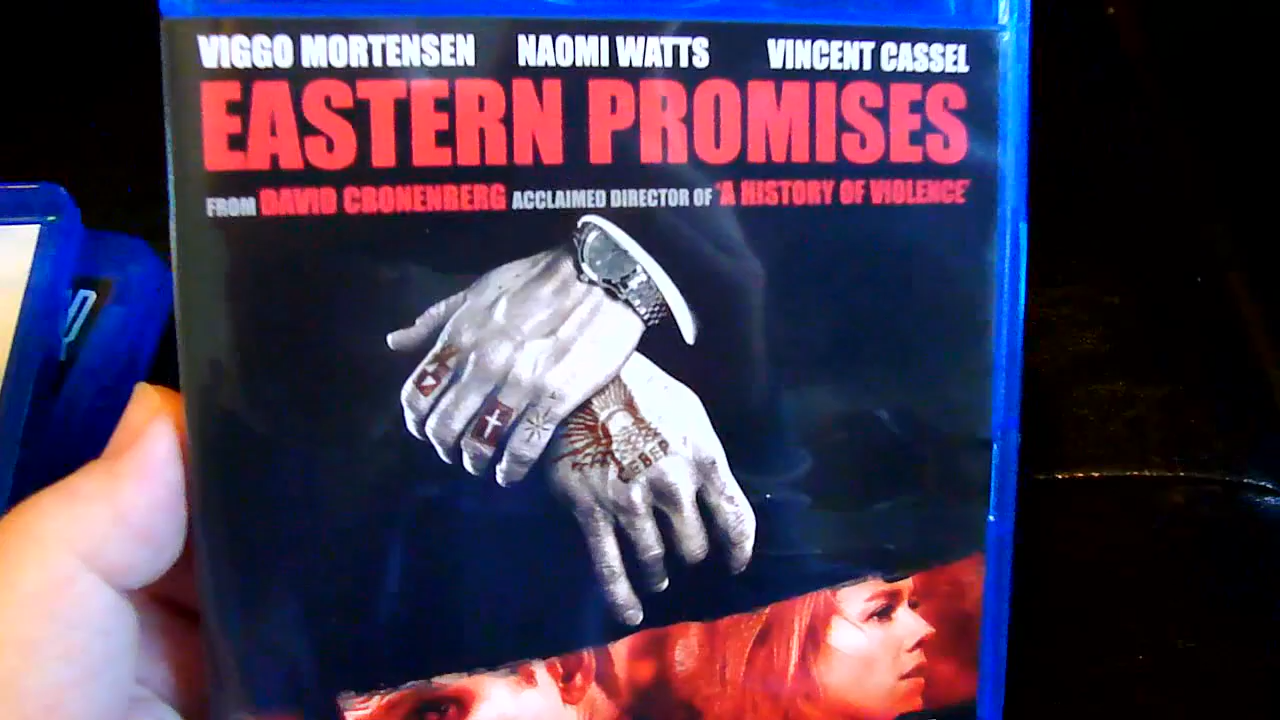 VIGGO MORTENSEN NAOMI WATTS VINCENT CASSEL
EASTERN PROMISES
FROM DAVID CRONENBERG ACCLAIMED DIRECTOR OF 'A HISTORY OF VIOLENCE'